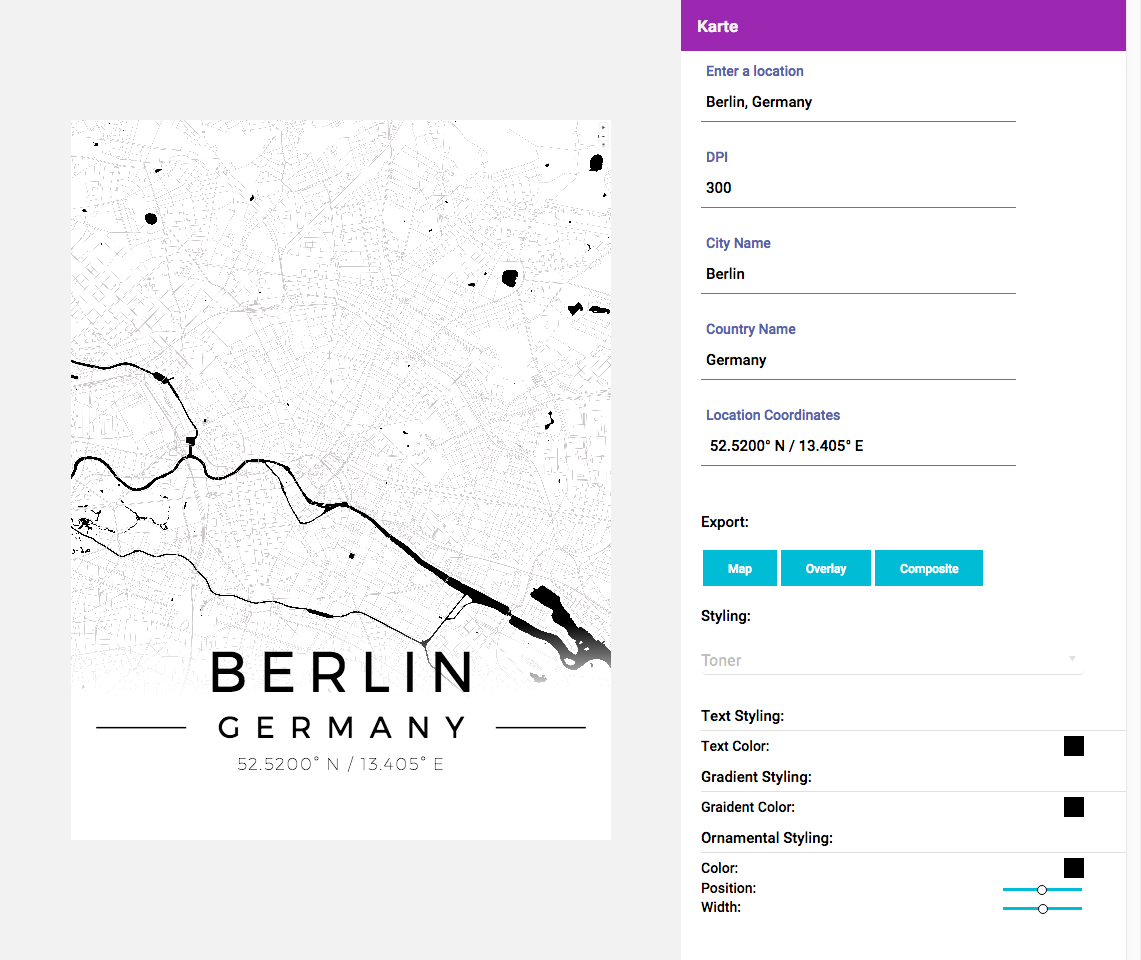 BERLIN
GERMANY
52.5200° N / 13.405° E
Karte
Enter a location
Berlin, Germany
DPI
300
City Name
Berlin
Country Name
Germany
Location Coordinates
52.5200° N / 13.405° E
Export:
Map Overlay Composite
Styling:
Toner
Text Styling:
Text Color:
Gradient Styling:
Graident Color:
Ornamental Styling:
Color:
Position:
Width: